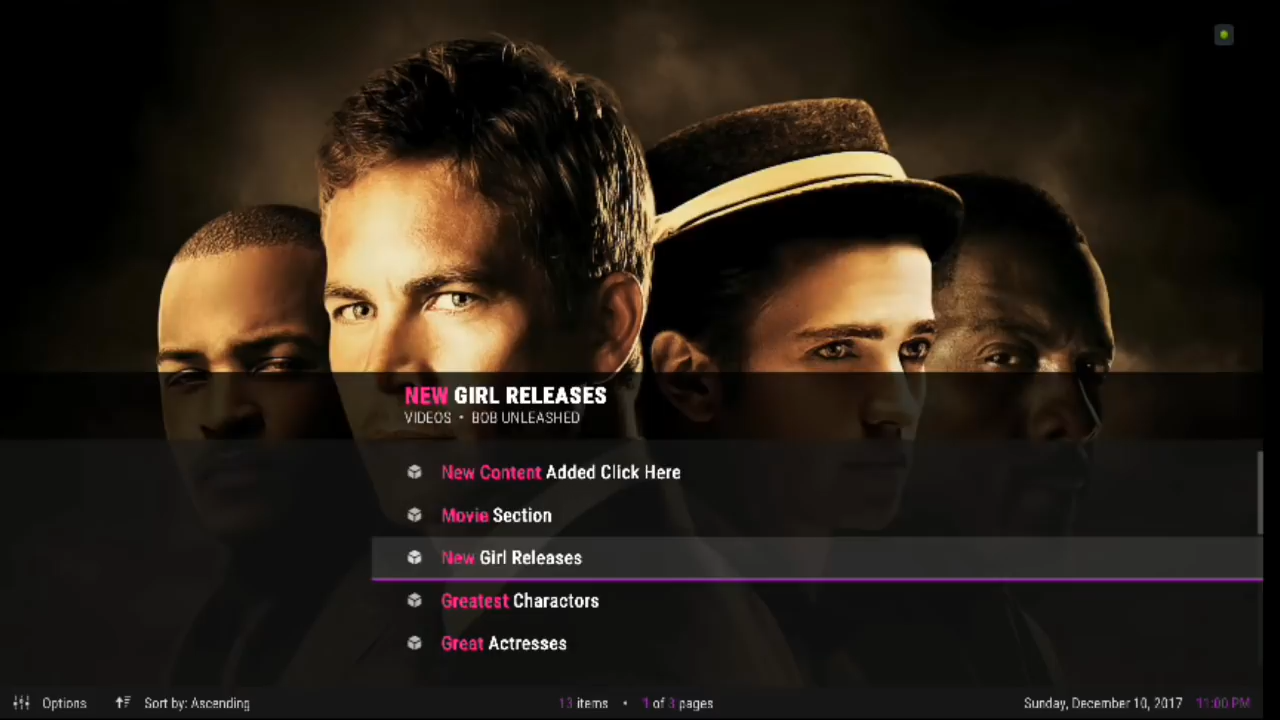 NEW GIRL RELEASES
VIDEOS • BOB UNLEASHED
New Content Added Click Here
Movie Section
New Girl Releases
Greatest Charactors
Great Actresses
Options Sort by: Ascending 13 items • 1 of 3 pages Sunday, December 10, 2017 11:00 PM